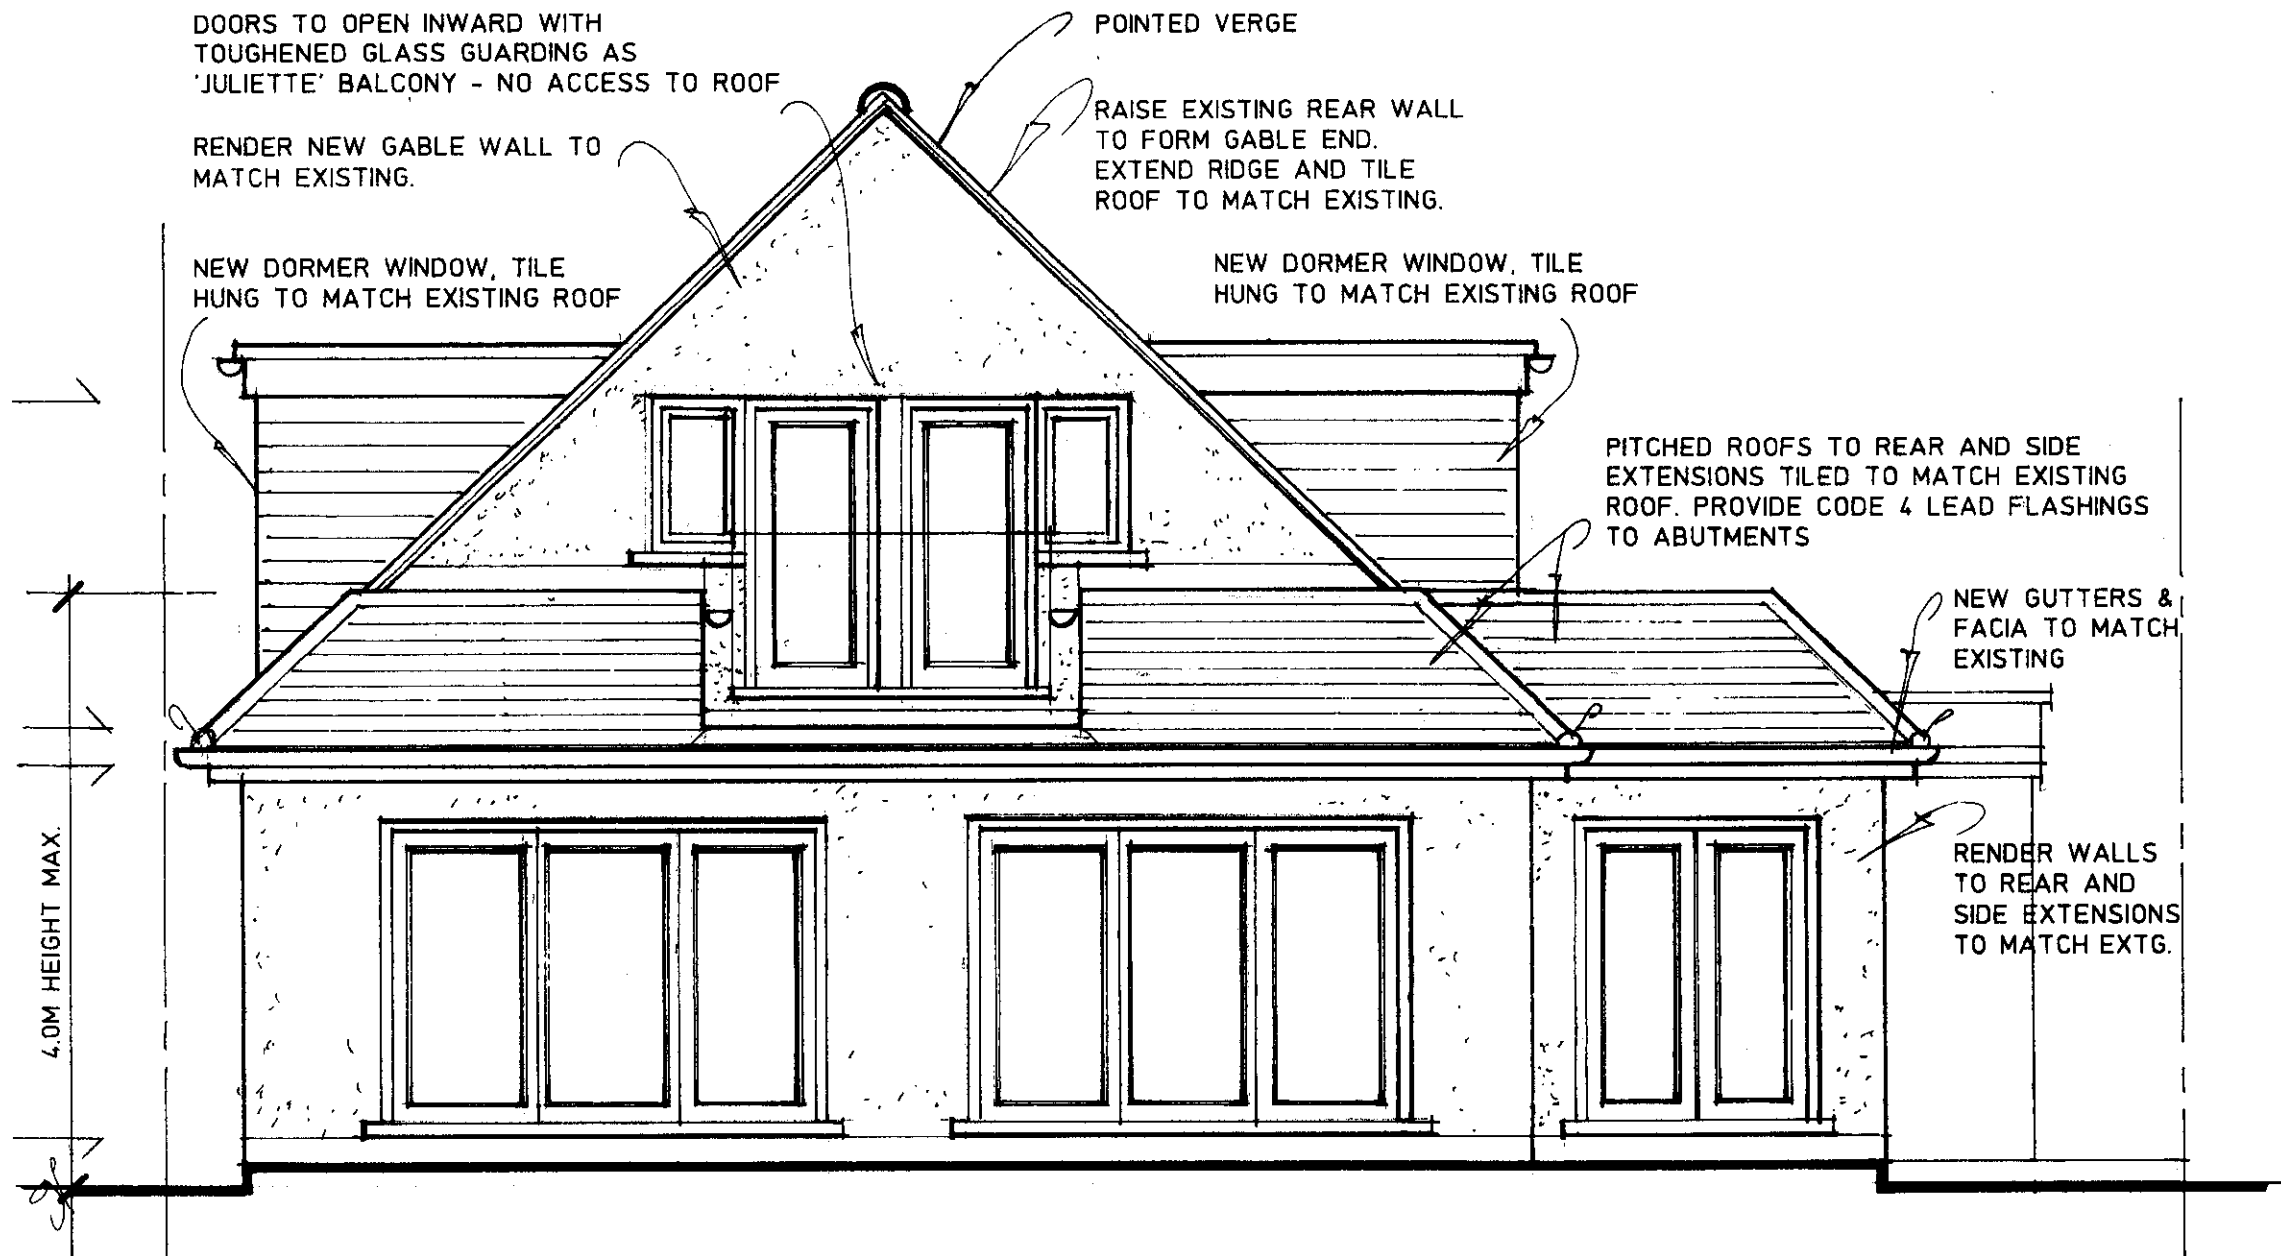 DOORS TO OPEN INWARD WITH
TOUGHENED GLASS GUARDING AS
'JULIETTE' BALCONY - NO ACCESS TO ROOF
POINTED VERGE
RENDER NEW GABLE WALL TO
MATCH EXISTING.
RAISE EXISTING REAR WALL
TO FORM GABLE END.
EXTEND RIDGE AND TILE
ROOF TO MATCH EXISTING.
NEW DORMER WINDOW, TILE
HUNG TO MATCH EXISTING ROOF
NEW DORMER WINDOW, TILE
HUNG TO MATCH EXISTING ROOF
PITCHED ROOFS TO REAR AND SIDE
EXTENSIONS TILED TO MATCH EXISTING
ROOF. PROVIDE CODE 4 LEAD FLASHINGS
TO ABUTMENTS
NEW GUTTERS &
FACIA TO MATCH
EXISTING
RENDER WALLS
TO REAR AND
SIDE EXTENSIONS
TO MATCH EXTG.
4.0M HEIGHT MAX.